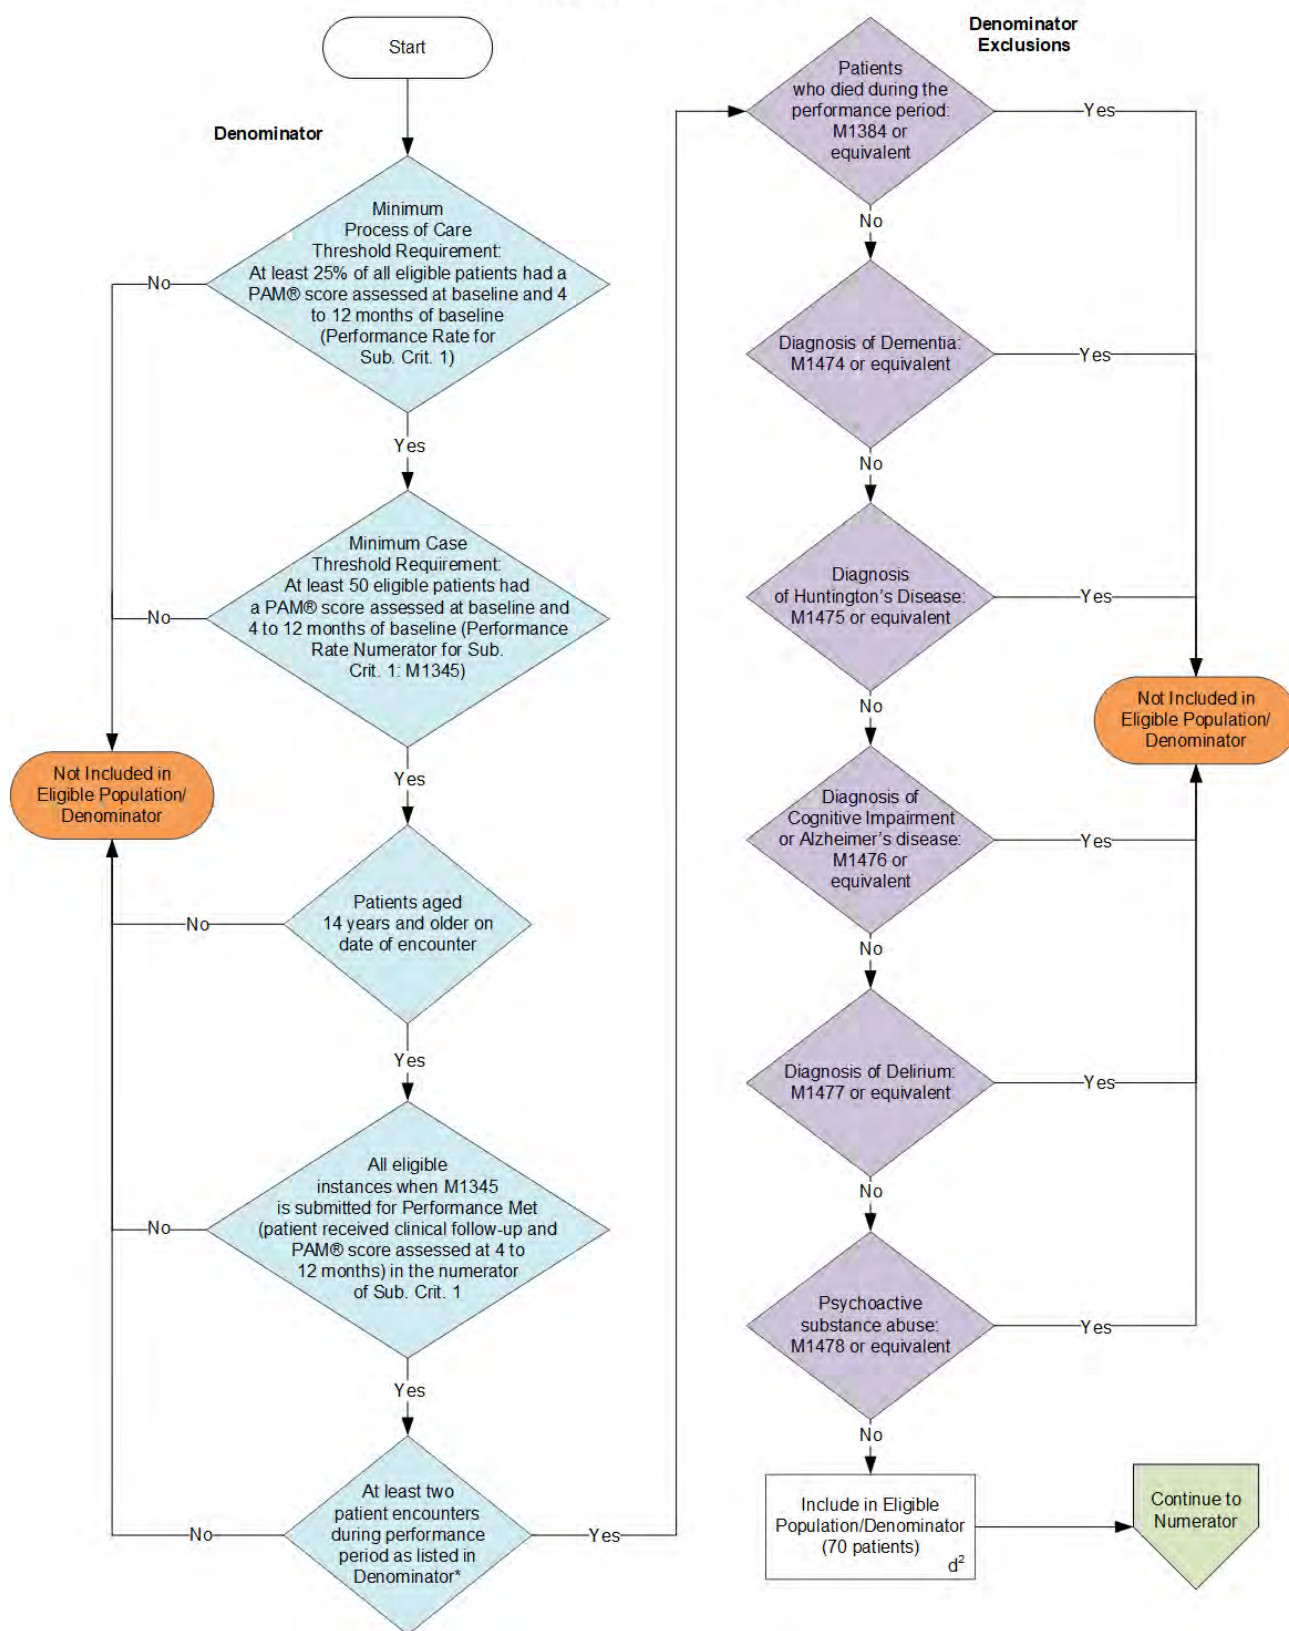 Start
Denominator
Minimum
Process of Care
Threshold Requirement:
At least 25% of all eligible patients had a
PAM® score assessed at baseline and 4
to 12 months of baseline
(Performance Rate for
Sub. Crit. 1)
No
Yes
Minimum Case
Threshold Requirement:
At least 50 eligible patients had
a PAM® score assessed at baseline and
4 to 12 months of baseline (Performance
Rate Numerator for Sub.
Crit. 1: M1345)
No
Yes
Not Included in
Eligible Population/
Denominator
Patients aged
14 years and older on
date of encounter
No
Yes
All eligible
instances when M1345
is submitted for Performance Met
(patient received clinical follow-up and
PAM® score assessed at 4 to
12 months) in the numerator
of Sub. Crit. 1
No
Yes
At least two
patient encounters
during performance
period as listed in
Denominator*
No
Yes
Denominator
Exclusions
Patients
who died during the
performance period:
M1384 or
equivalent
Yes
No
Diagnosis of Dementia:
M1474 or equivalent
Yes
No
Diagnosis
of Huntington's Disease:
M1475 or equivalent
Yes
No
Not Included in
Eligible Population/
Denominator
Diagnosis of
Cognitive Impairment
or Alzheimer's disease:
M1476 or
equivalent
Yes
No
Diagnosis of Delirium:
M1477 or equivalent
Yes
No
Psychoactive
substance abuse:
M1478 or equivalent
Yes
No
Include in Eligible
Population/Denominator
(70 patients)
d²
Continue to
Numerator